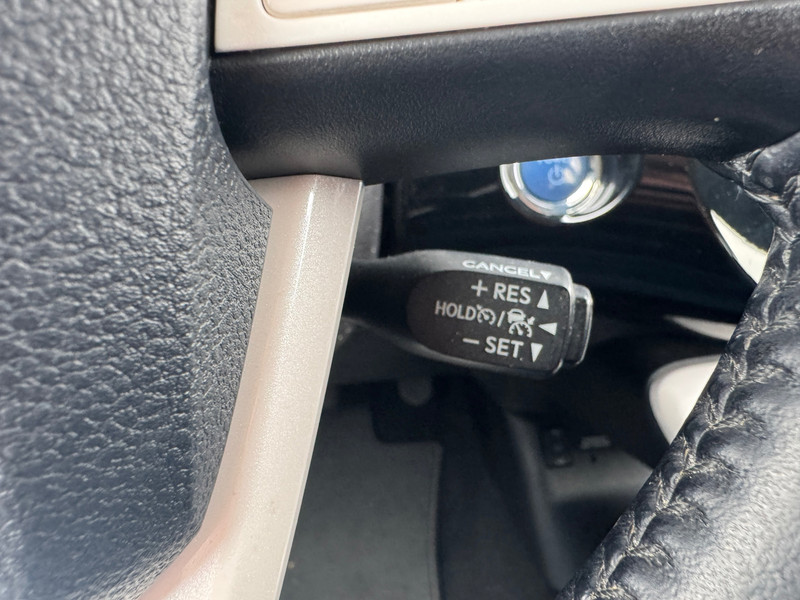 CANCEL▼
+ RES ▲
HOLD / ◀
− SET ▼